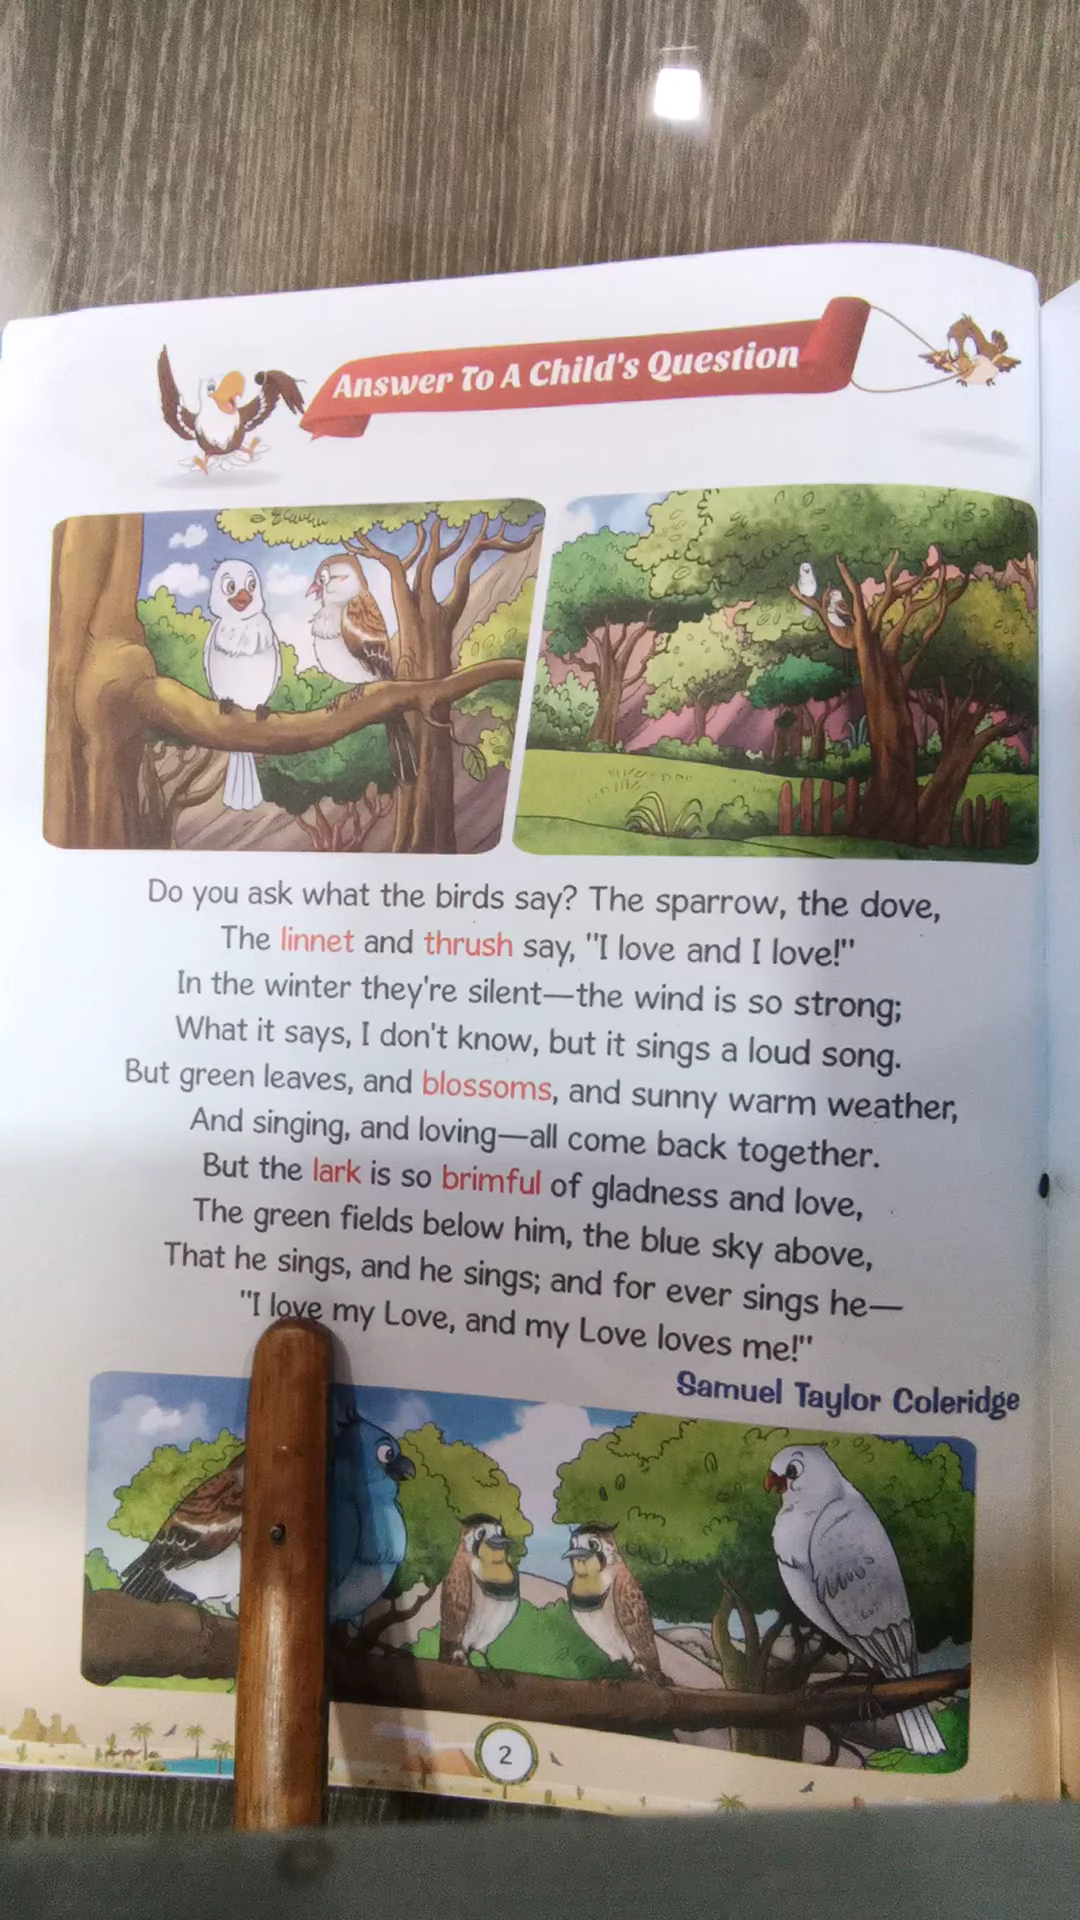 Answer To A Child's Question
Do you ask what the birds say? The sparrow, the dove,
The linnet and thrush say, "I love and I love!"
In the winter they're silent—the wind is so strong;
What it says, I don't know, but it sings a loud song.
But green leaves, and blossoms, and sunny warm weather,
And singing, and loving—all come back together.
But the lark is so brimful of gladness and love,
The green fields below him, the blue sky above,
That he sings, and he sings; and for ever sings he—
"I love my Love, and my Love loves me!"
Samuel Taylor Coleridge
2